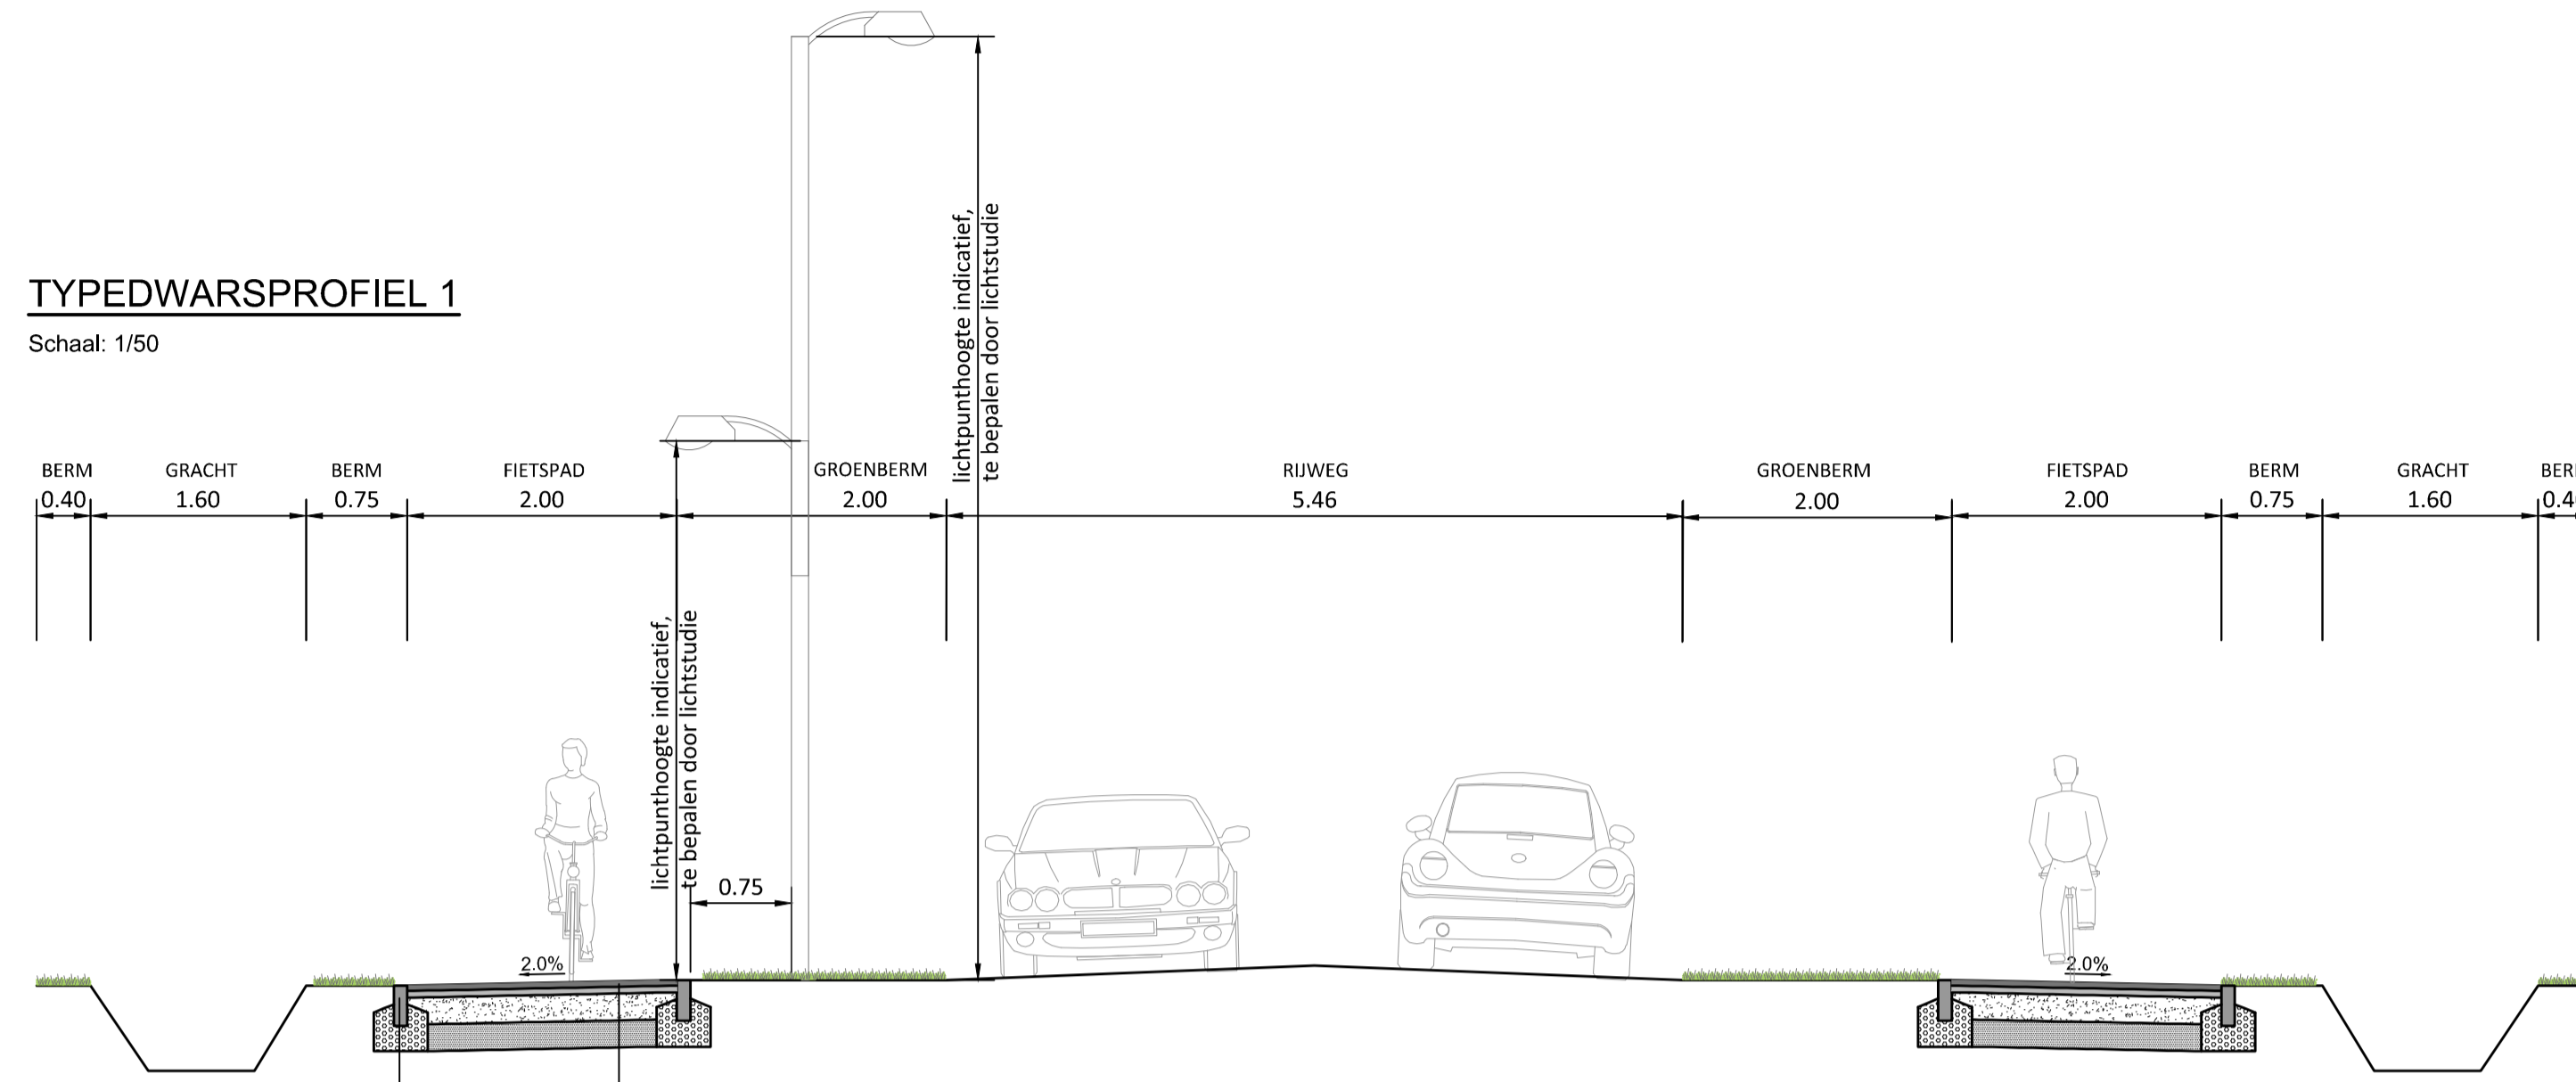 TYPEDWARSPROFIEL 1
Schaal: 1/50
lichtpunthoogte indicatief,
te bepalen door lichtstudie
BERM GRACHT BERM FIETSPAD GROENBERM RIJWEG GROENBERM FIETSPAD BERM GRACHT
0.40 1.60 0.75 2.00 2.00 5.46 2.00 2.00 0.75 1.60
lichtpunthoogte indicatief,
te bepalen door lichtstudie
0.75
2.0% 2.0%